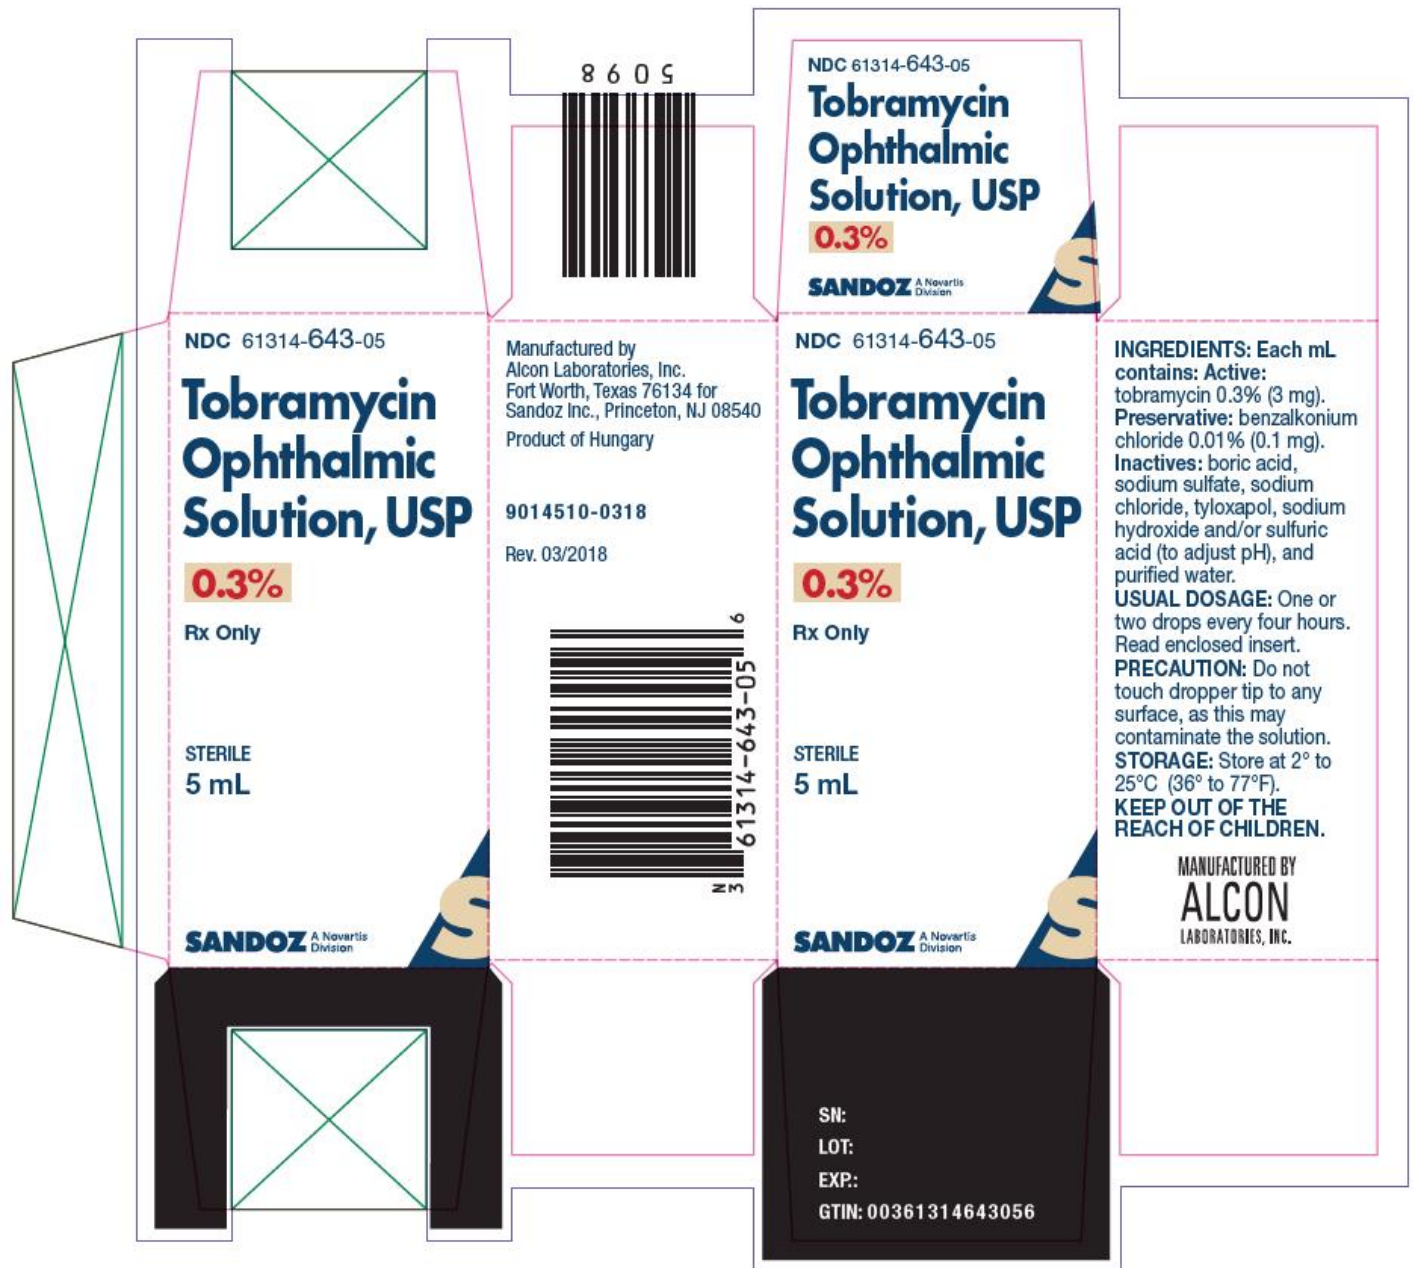 5098
NDC 61314-643-05
Tobramycin
Ophthalmic
Solution, USP
0.3%
SANDOZ A Novartis
Division
NDC 61314-643-05
Tobramycin
Ophthalmic
Solution, USP
0.3%
Rx Only
STERILE
5 mL
SANDOZ A Novartis
Division
S
Manufactured by
Alcon Laboratories, Inc.
Fort Worth, Texas 76134 for
Sandoz Inc., Princeton, NJ 08540
Product of Hungary
9014510-0318
Rev. 03/2018
N
3 61314-643-05 6
NDC 61314-643-05
Tobramycin
Ophthalmic
Solution, USP
0.3%
Rx Only
STERILE
5 mL
SANDOZ A Novartis
Division
S
INGREDIENTS: Each mL
contains: Active:
tobramycin 0.3% (3 mg).
Preservative: benzalkonium
chloride 0.01% (0.1 mg).
Inactives: boric acid,
sodium sulfate, sodium
chloride, tyloxapol, sodium
hydroxide and/or sulfuric
acid (to adjust pH), and
purified water.
USUAL DOSAGE: One or
two drops every four hours.
Read enclosed insert.
PRECAUTION: Do not
touch dropper tip to any
surface, as this may
contaminate the solution.
STORAGE: Store at 2° to
25°C (36° to 77°F).
KEEP OUT OF THE
REACH OF CHILDREN.
MANUFACTURED BY
ALCON
LABORATORIES, INC.
SN:
LOT:
EXP.:
GTIN: 00361314643056